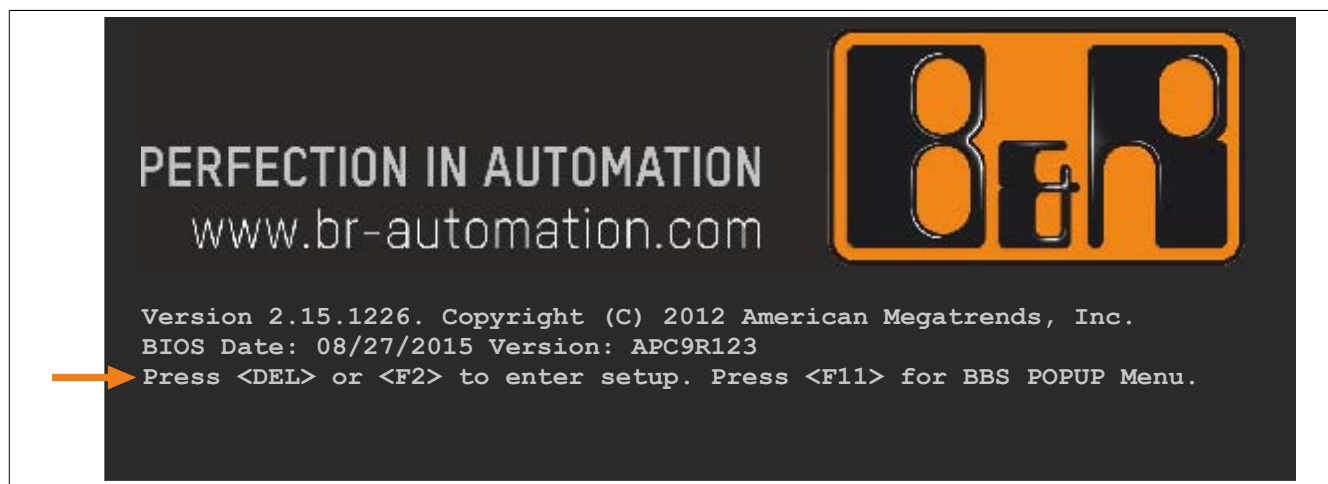 B&R
PERFECTION IN AUTOMATION
www.br-automation.com
Version 2.15.1226. Copyright (C) 2012 American Megatrends, Inc.
BIOS Date: 08/27/2015 Version: APC9R123
Press <DEL> or <F2> to enter setup. Press <F11> for BBS POPUP Menu.